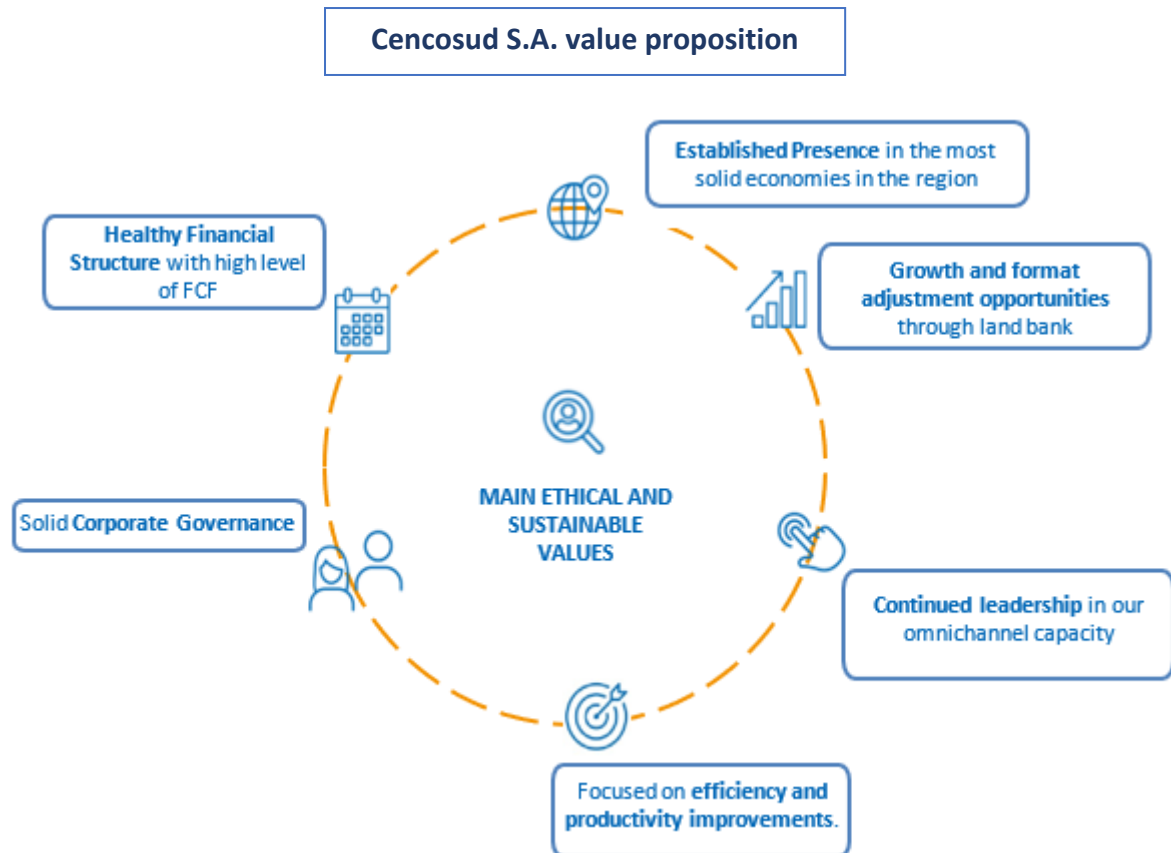 Cencosud S.A. value proposition
Established Presence in the most
solid economies in the region
Healthy Financial
Structure with high level
of FCF
Growth and format
adjustment opportunities
through land bank
MAIN ETHICAL AND
SUSTAINABLE
VALUES
Solid Corporate Governance
Continued leadership in our
omnichannel capacity
Focused on efficiency and
productivity improvements.